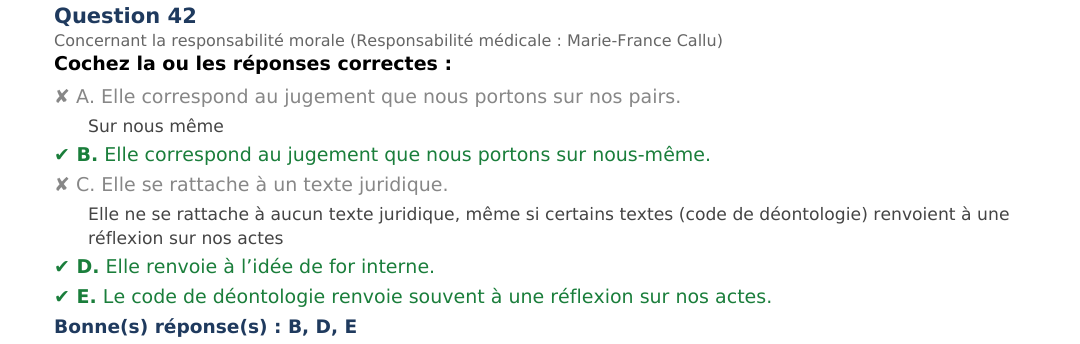 Question 42
Concernant la responsabilité morale (Responsabilité médicale : Marie-France Callu)
Cochez la ou les réponses correctes :
✘ A. Elle correspond au jugement que nous portons sur nos pairs.
Sur nous même
✔ B. Elle correspond au jugement que nous portons sur nous-même.
✘ C. Elle se rattache à un texte juridique.
Elle ne se rattache à aucun texte juridique, même si certains textes (code de déontologie) renvoient à une
réflexion sur nos actes
✔ D. Elle renvoie à l’idée de for interne.
✔ E. Le code de déontologie renvoie souvent à une réflexion sur nos actes.
Bonne(s) réponse(s) : B, D, E